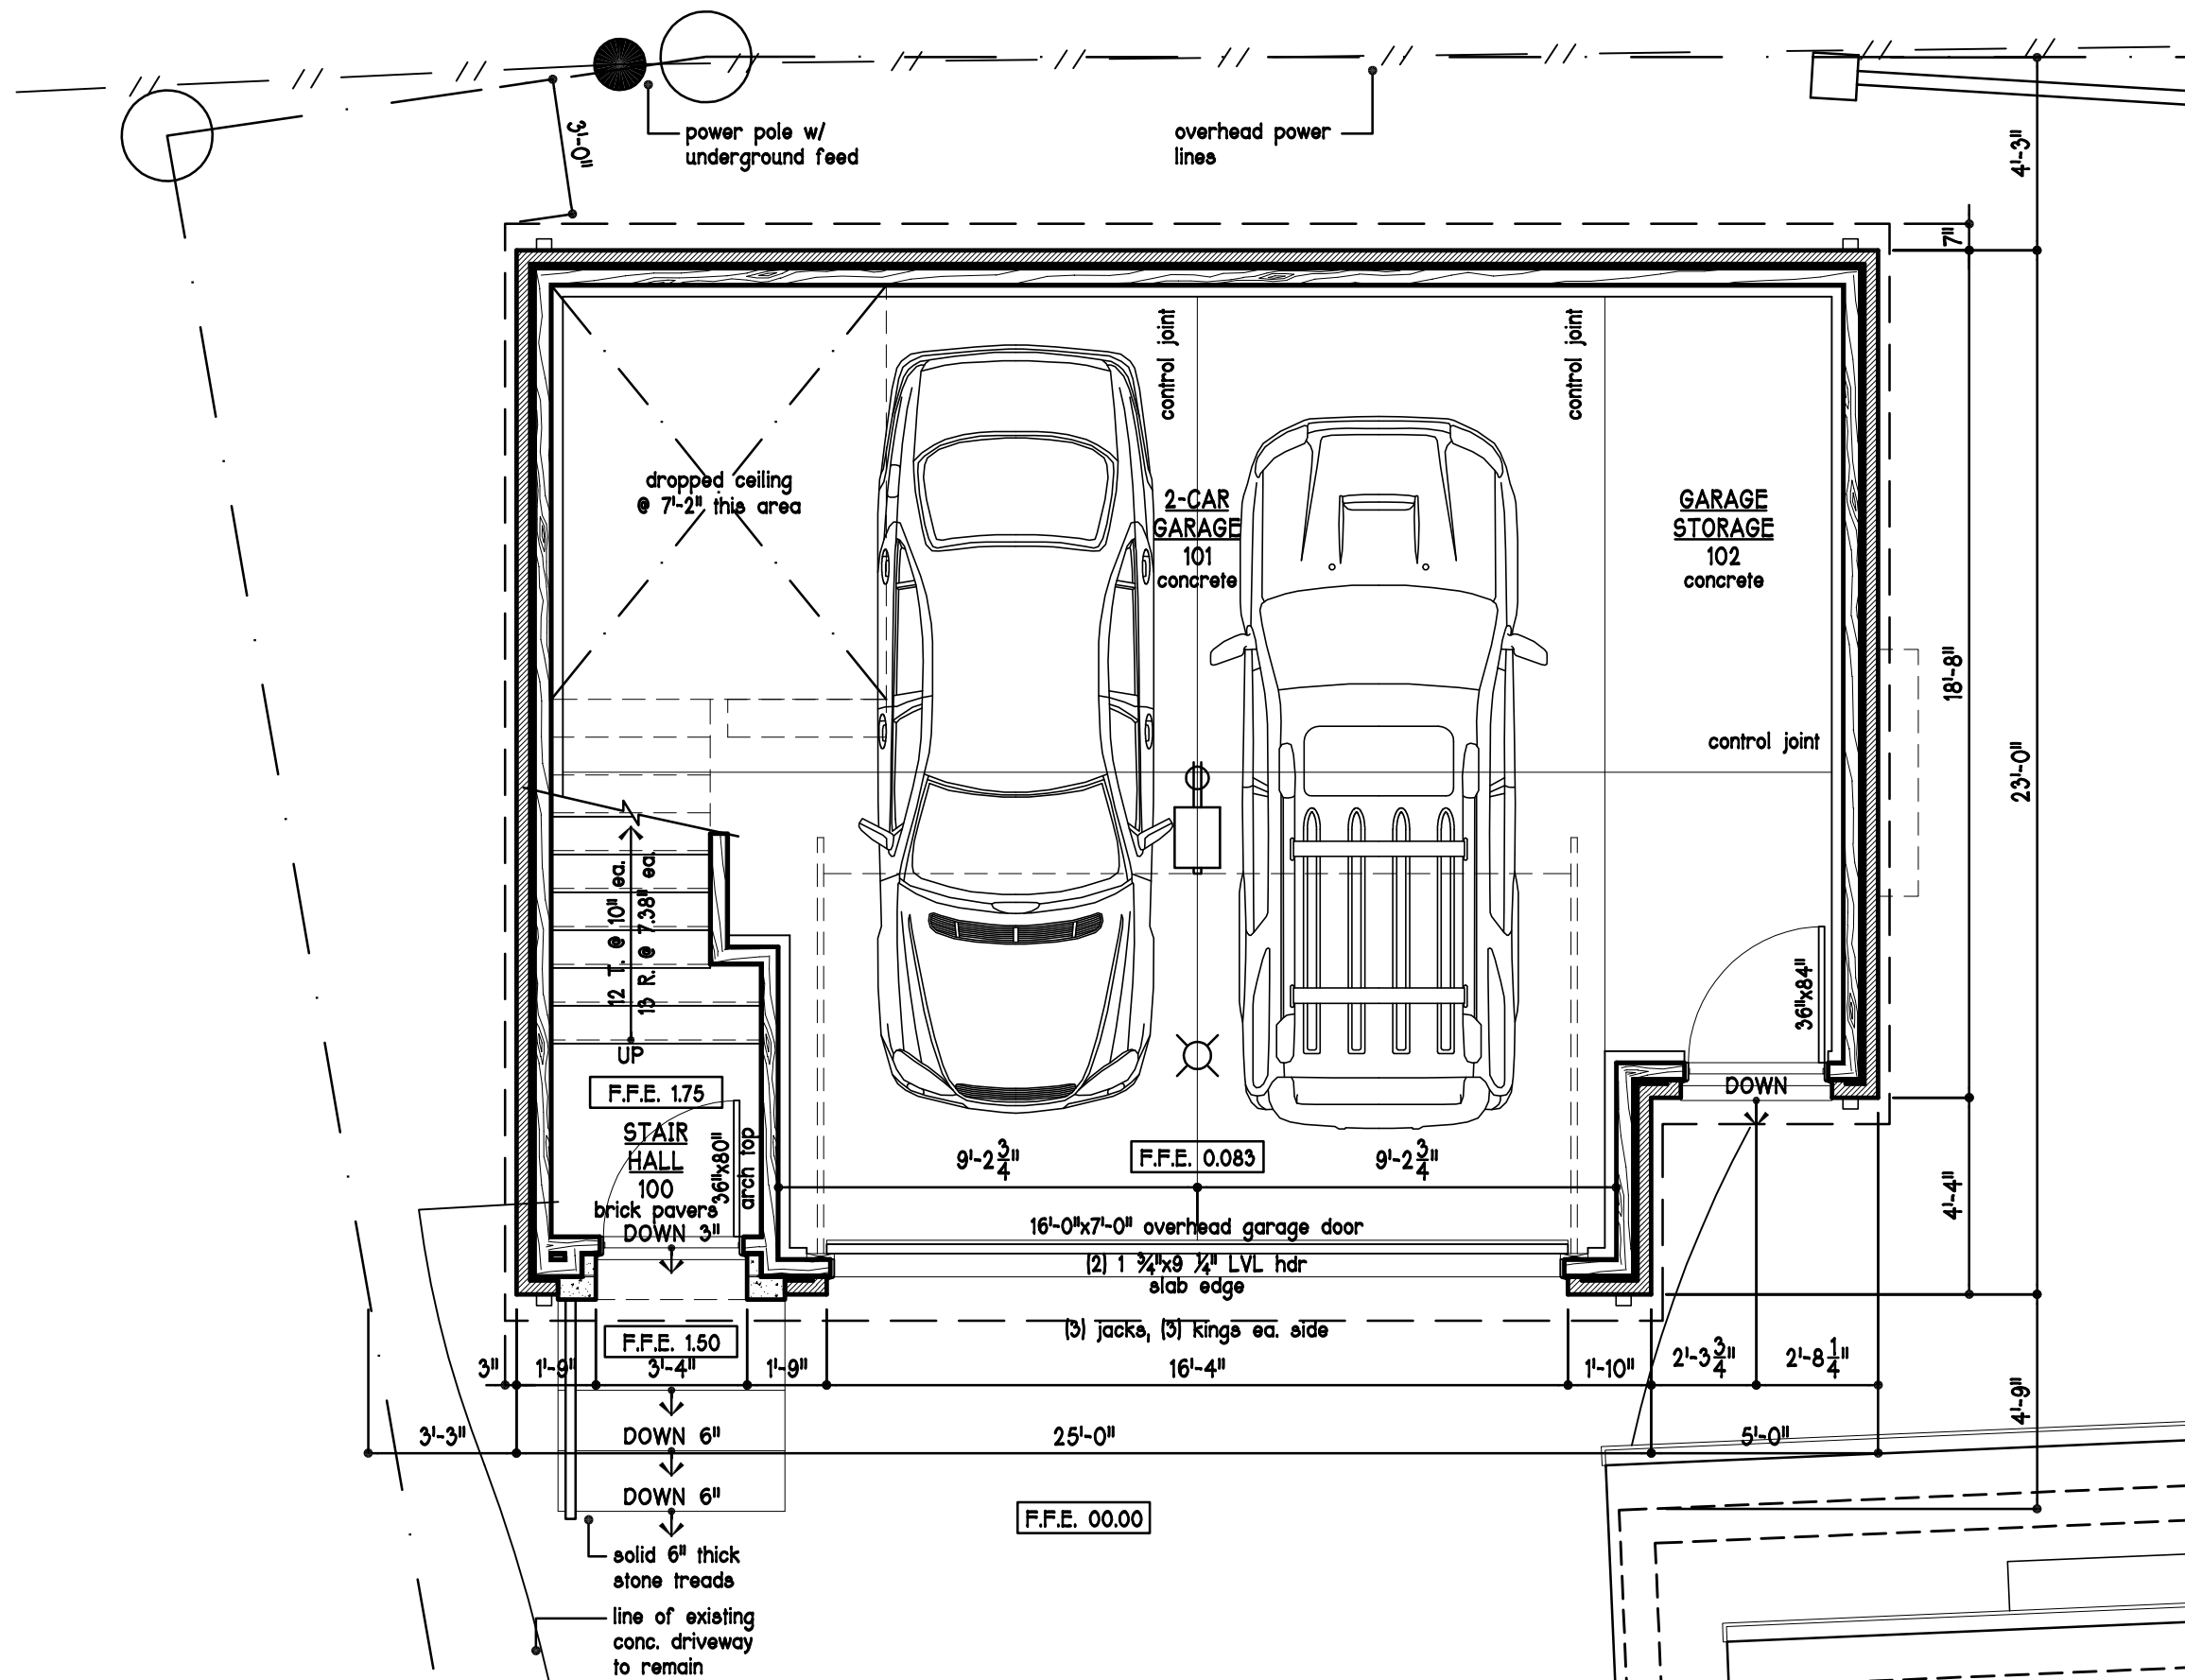 3'-0"
power pole w/
underground feed
overhead power
lines
4'-3"
7"
control joint
control joint
dropped ceiling
@ 7'-2" this area
2-CAR
GARAGE
101
concrete
GARAGE
STORAGE
102
concrete
18'-8"
23'-0"
control joint
12 T. @ 10" ea.
13 R. @ 7.38" ea.
UP
36"x84"
DOWN
F.F.E. 1.75
STAIR
HALL
100
brick pavers
DOWN 3"
36"x80"
arch top
9'-2 3/4"
F.F.E. 0.083
9'-2 3/4"
4'-4"
16'-0"x7'-0" overhead garage door
(2) 1 3/4"x9 1/4" LVL hdr
slab edge
(3) jacks, (3) kings ea. side
F.F.E. 1.50
3"
1'-9"
3'-4"
1'-9"
16'-4"
1'-10"
2'-3 3/4"
2'-8 1/4"
4'-9"
3'-3"
25'-0"
5'-0"
DOWN 6"
DOWN 6"
F.F.E. 00.00
solid 6" thick
stone treads
line of existing
conc. driveway
to remain